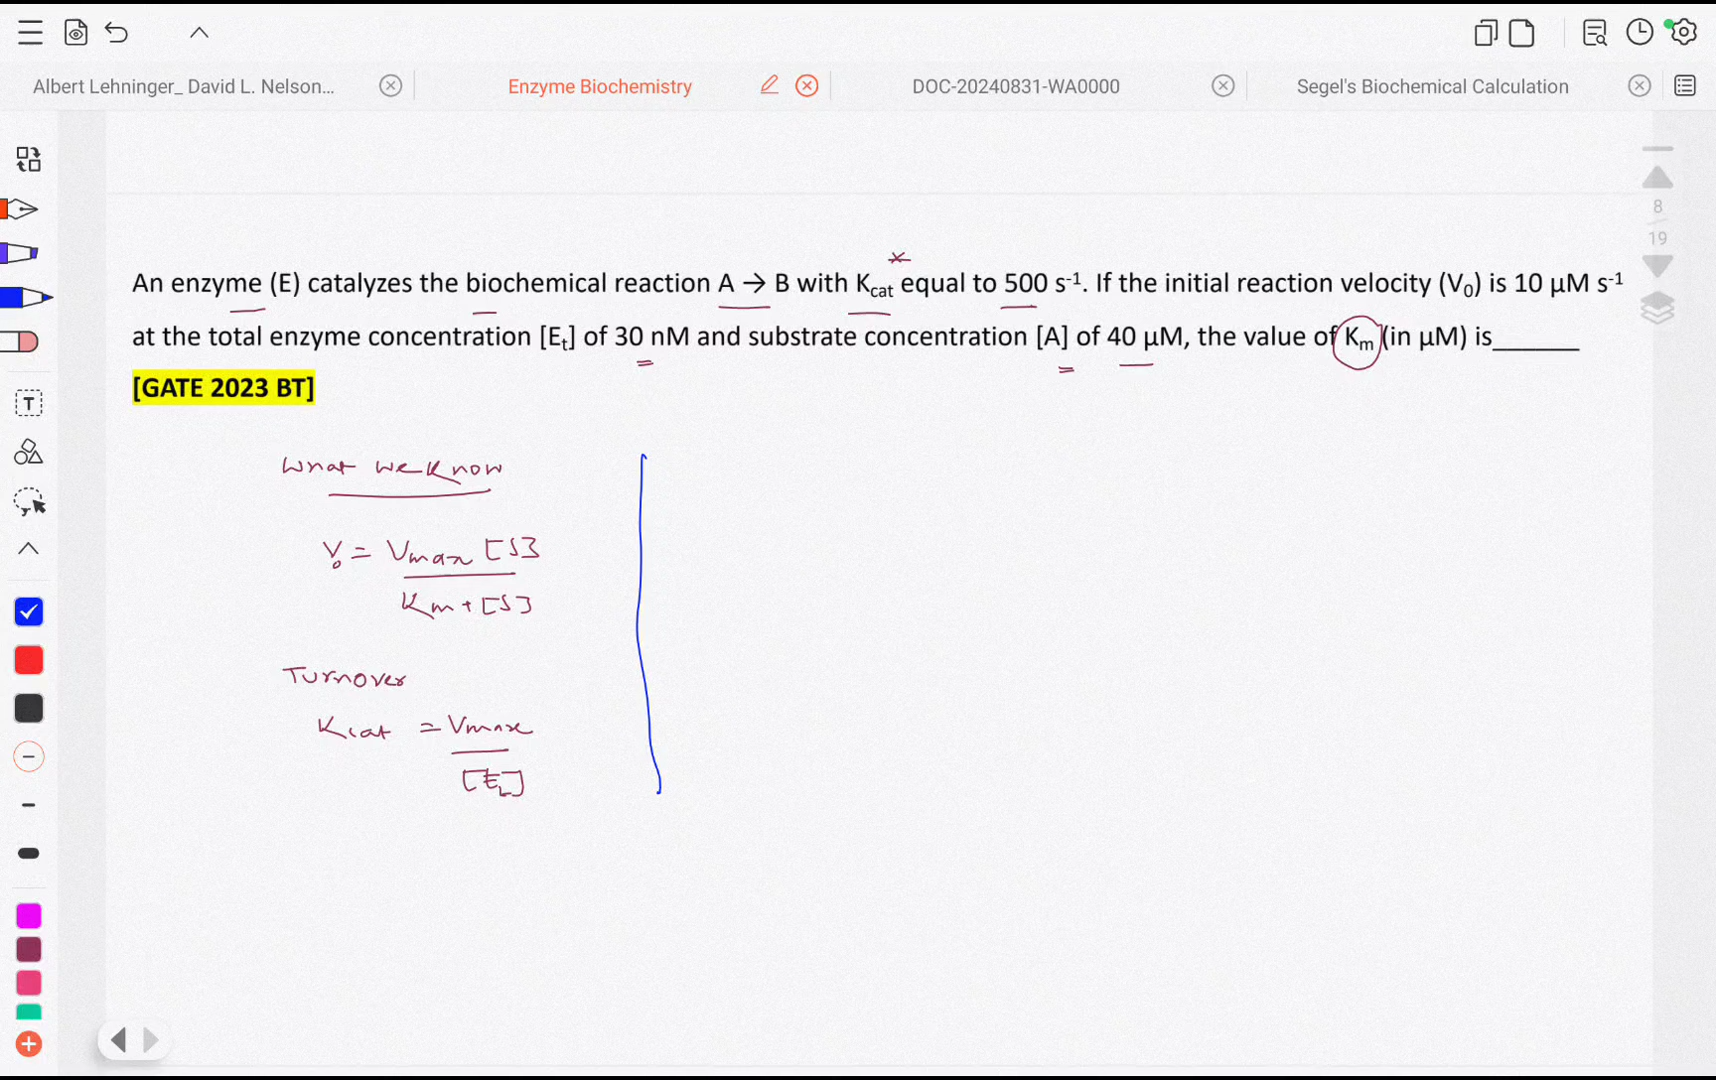 Albert Lehninger_ David L. Nelson...
Enzyme Biochemistry
DOC-20240831-WA0000
Segel's Biochemical Calculation
8
19
An enzyme (E) catalyzes the biochemical reaction A → B with Kcat equal to 500 s-1. If the initial reaction velocity (V0) is 10 μM s-1
at the total enzyme concentration [Et] of 30 nM and substrate concentration [A] of 40 μM, the value of Km (in μM) is______
[GATE 2023 BT]
What we know
V0 = Vmax [S]
Km + [S]
Turnover
Kcat = Vmax
[Et]
T